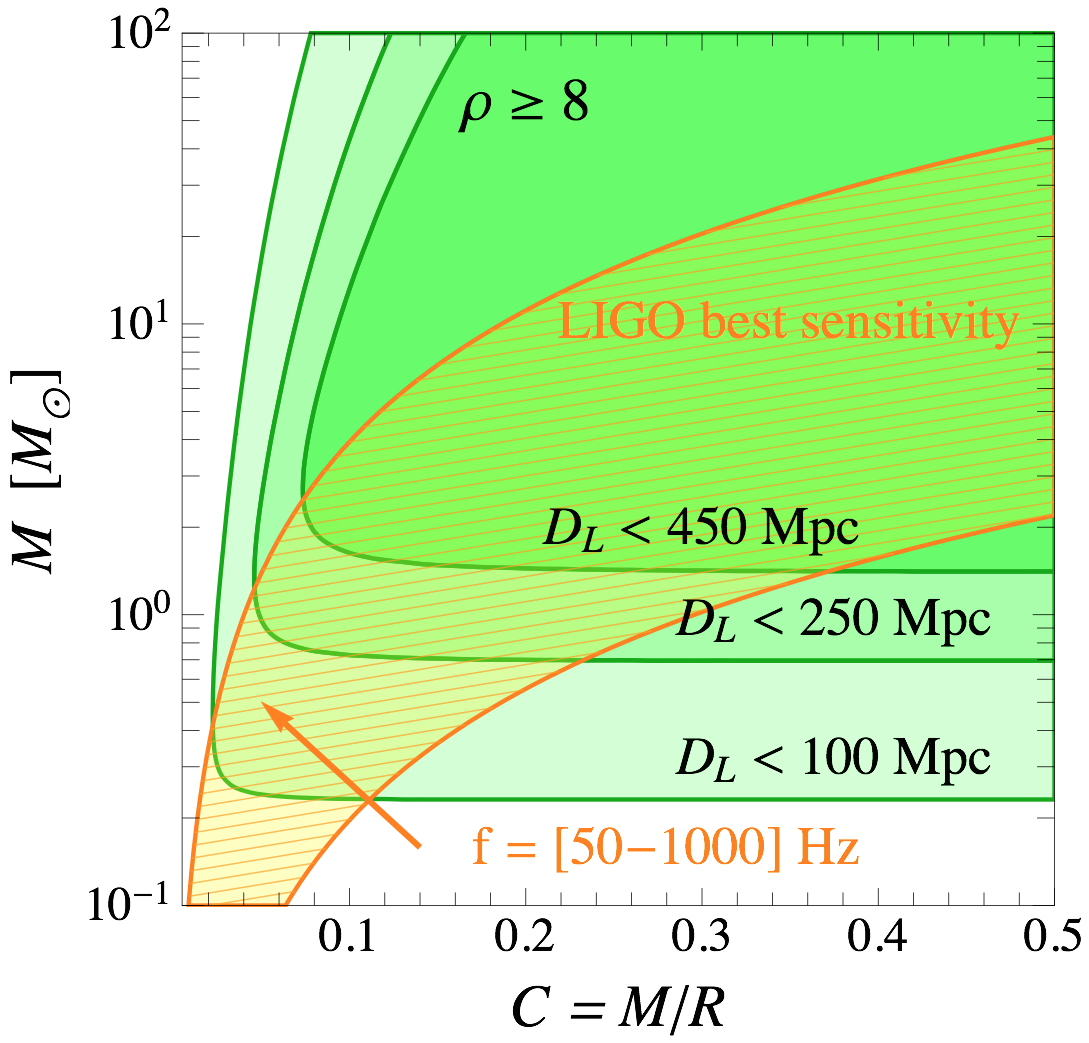 10²
ρ ≥ 8
10¹
LIGO best sensitivity
M [M⊙]
D_L < 450 Mpc
10⁰
D_L < 250 Mpc
D_L < 100 Mpc
f = [50−1000] Hz
10⁻¹
0.1 0.2 0.3 0.4 0.5
C = M/R